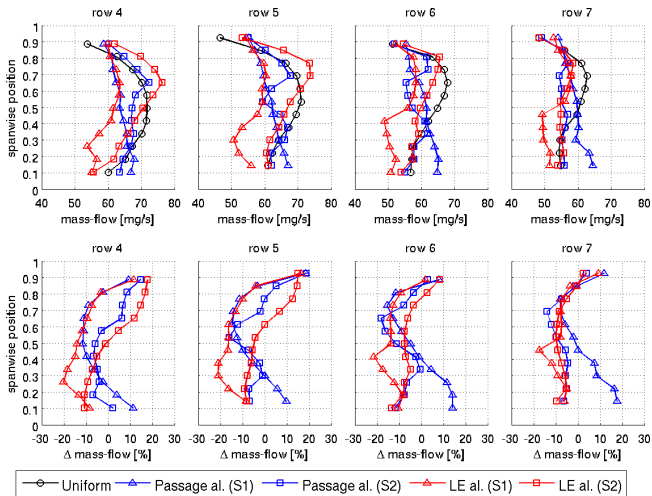 row 4
row 5
row 6
row 7
spanwise position
1
0.9
0.8
0.7
0.6
0.5
0.4
0.3
0.2
0.1
0
40 50 60 70 80
40 50 60 70 80
40 50 60 70 80
40 50 60 70 80
mass-flow [mg/s]
mass-flow [mg/s]
mass-flow [mg/s]
mass-flow [mg/s]
row 4
row 5
row 6
row 7
spanwise position
1
0.9
0.8
0.7
0.6
0.5
0.4
0.3
0.2
0.1
0
-30 -20 -10 0 10 20 30
-30 -20 -10 0 10 20 30
-30 -20 -10 0 10 20 30
-30 -20 -10 0 10 20 30
Δ mass-flow [%]
Δ mass-flow [%]
Δ mass-flow [%]
Δ mass-flow [%]
Uniform Passage al. (S1) Passage al. (S2) LE al. (S1) LE al. (S2)